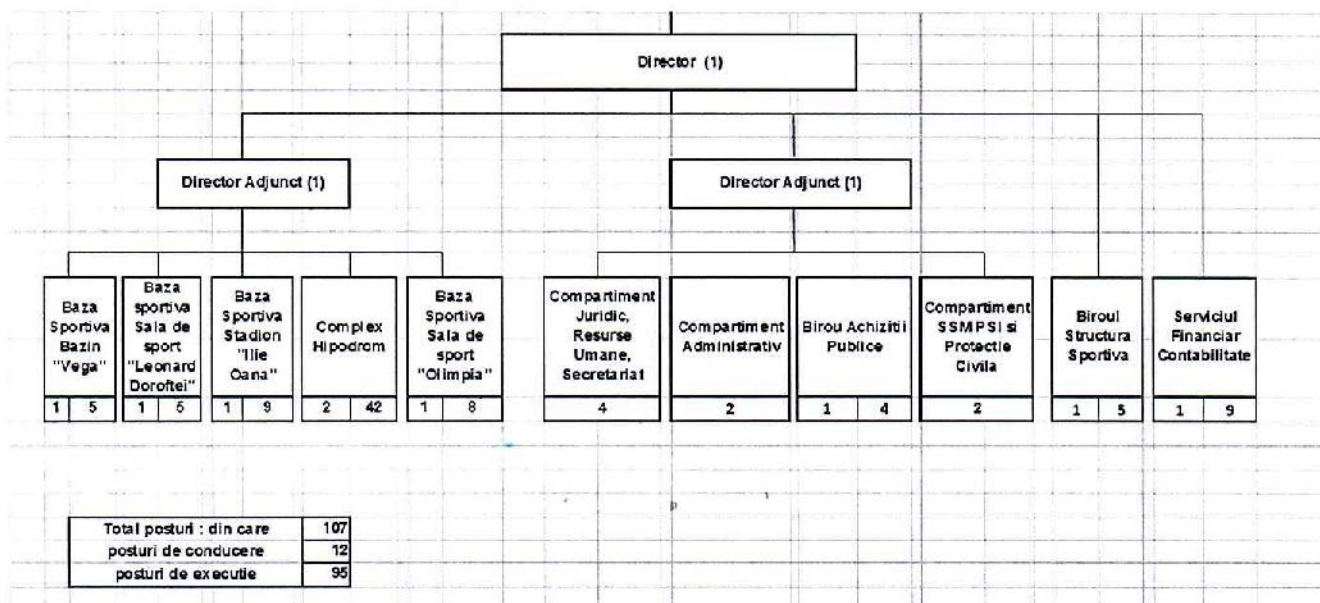 Director (1)
Director Adjunct (1)
Director Adjunct (1)
Baza
Sportiva
Bazin
"Vega"
1 5
Baza
sportiva
Sala de
sport
"Leonard
Doroftei"
1 5
Baza
Sportiva
Stadion
"Ilie
Oana"
1 9
Complex
Hipodrom
2 42
Baza
Sportiva
Sala de
sport
"Olimpia"
1 8
Compartiment
Juridic,
Resurse
Umane,
Secretariat
4
Compartiment
Administrativ
2
Birou Achizitii
Publice
1 4
Compartiment
SSM PSI si
Protectie
Civila
2
Biroul
Structura
Sportiva
1 5
Serviciul
Financiar
Contabilitate
1 9
Total posturi : din care 107
posturi de conducere 12
posturi de executie 95